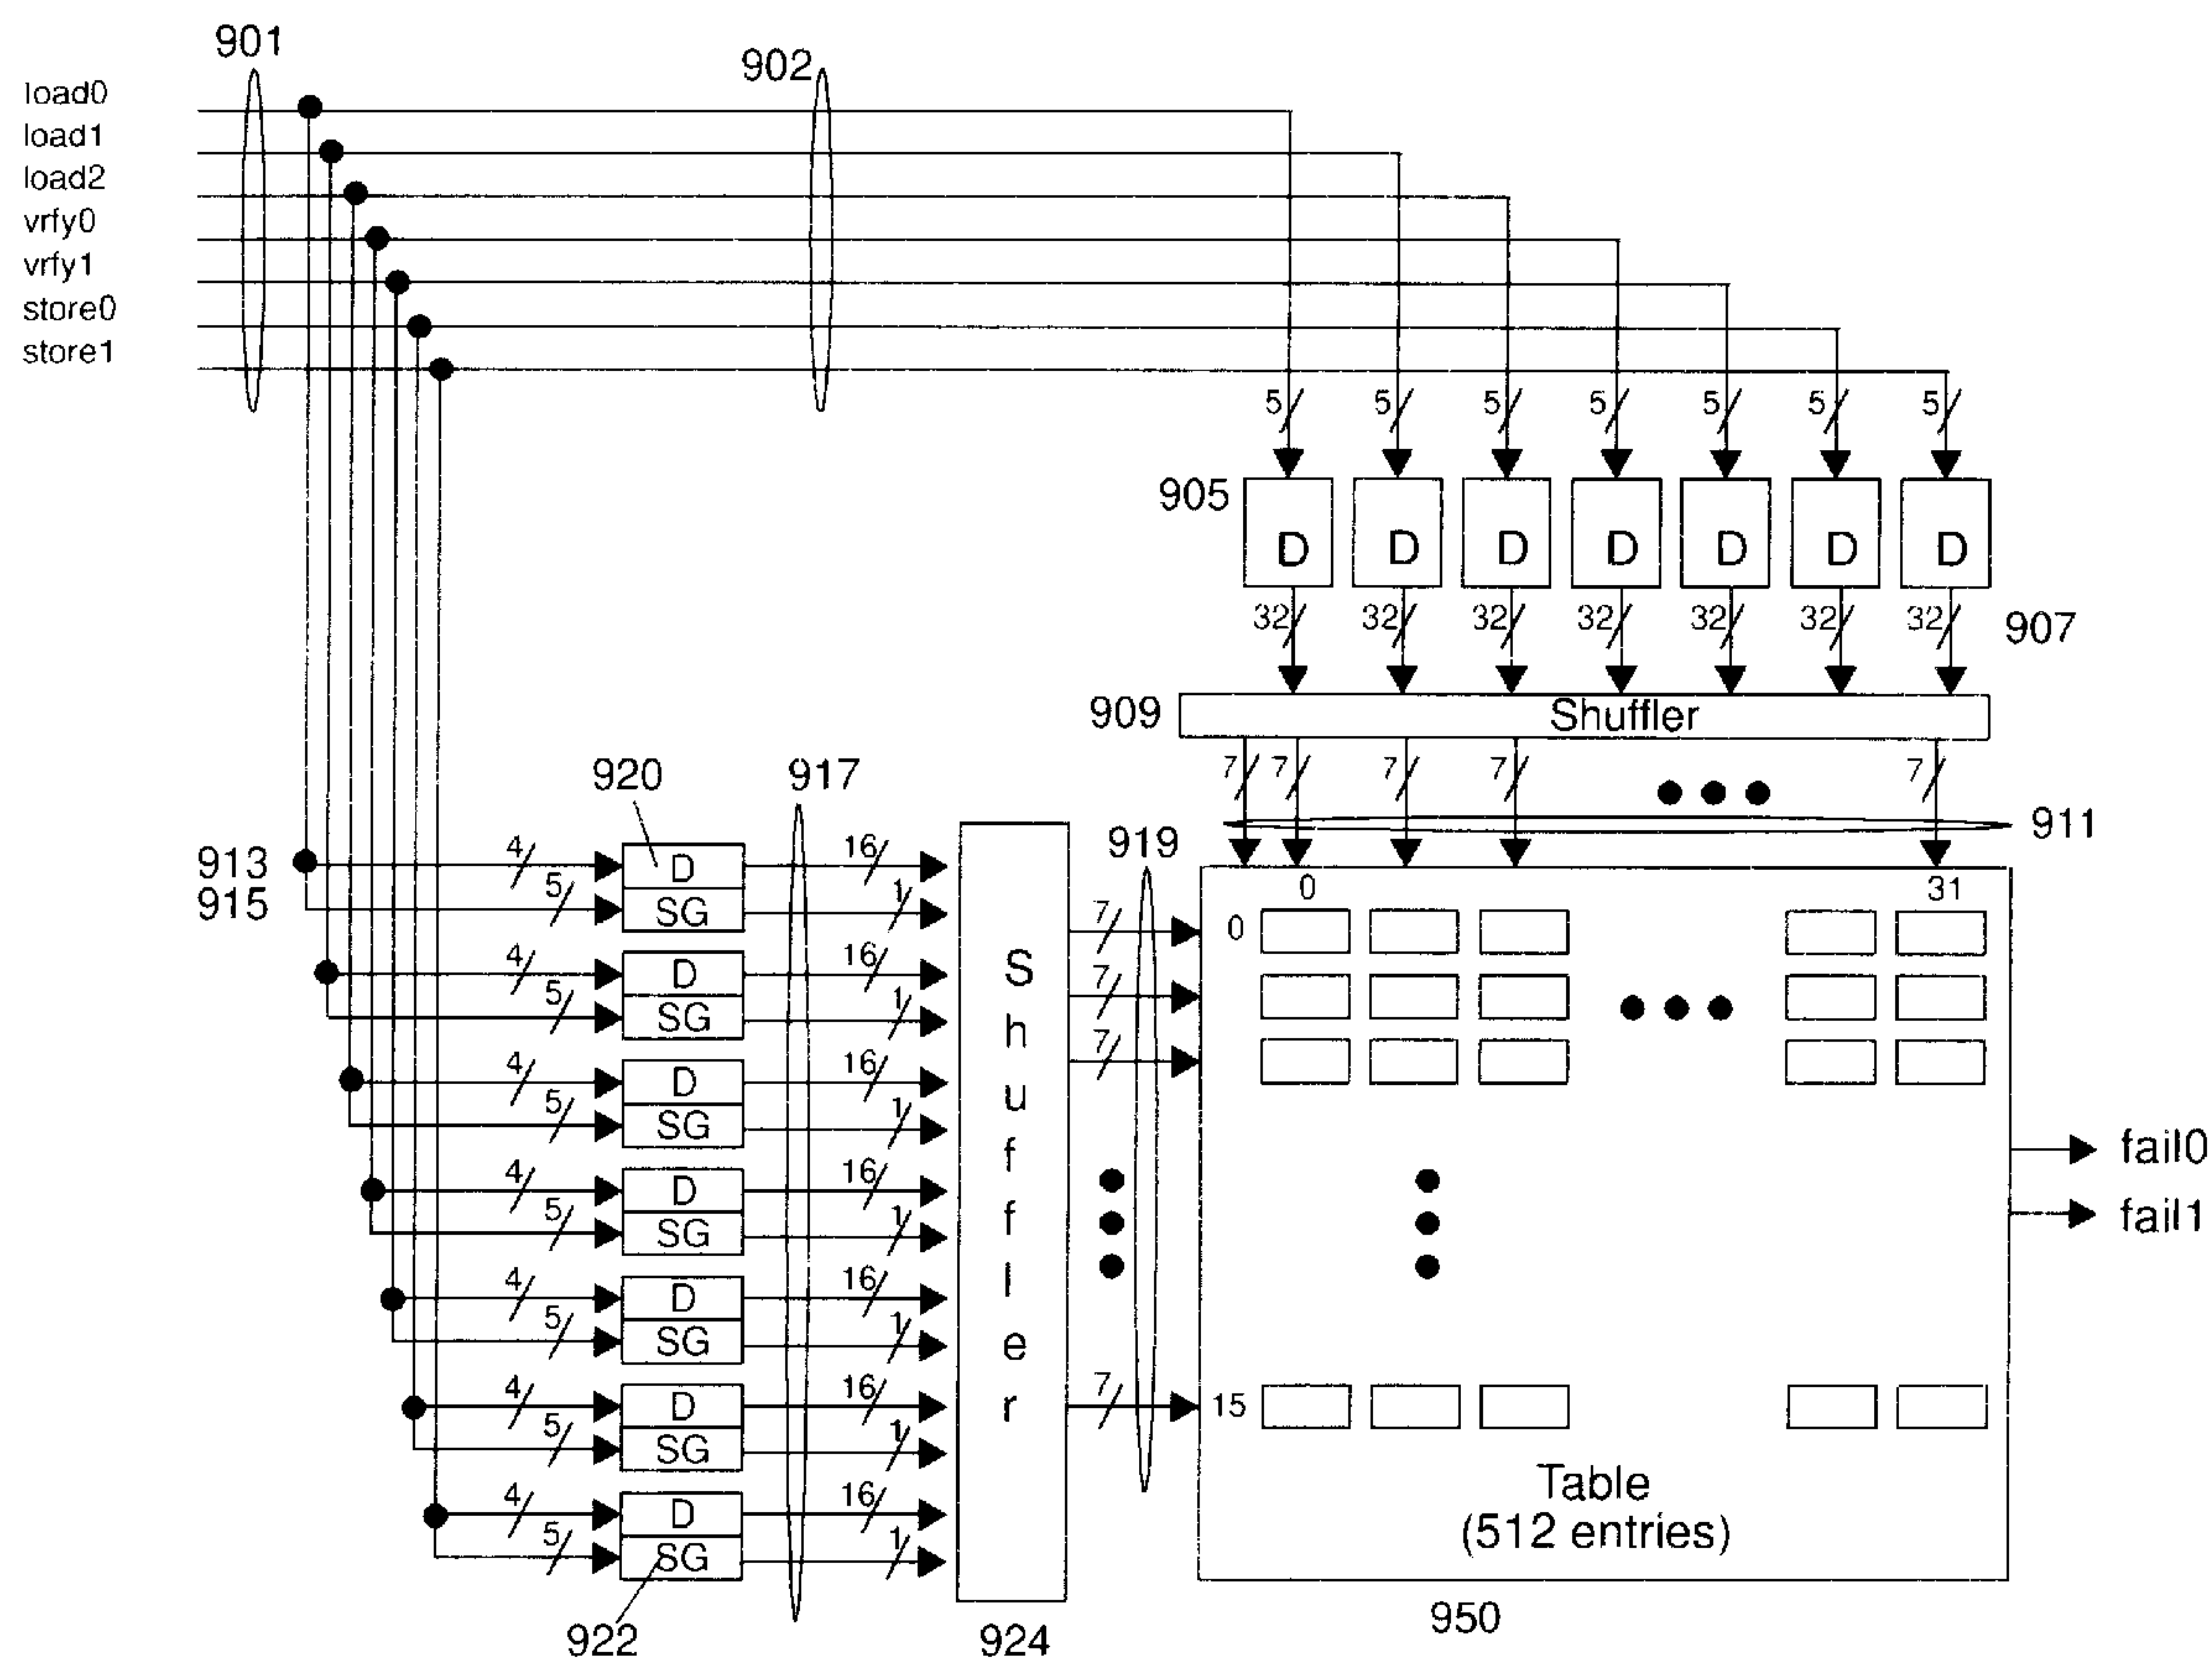 901
902
load0
load1
load2
vrfy0
vrfy1
store0
store1
5 5 5 5 5 5 5
905
D D D D D D D
32 32 32 32 32 32 32
907
909 Shuffler
7 7 7 7 7
911
920 917
919
913
915
4 D 16
5 SG 1
4 D 16
5 SG 1
4 D 16
5 SG 1
4 D 16
5 SG 1
4 D 16
5 SG 1
4 D 16
5 SG 1
4 D 16
5 SG 1
922
S
h
u
f
f
l
e
r
924
7
7
7
7
0 31
0
15
Table
(512 entries)
950
fail0
fail1